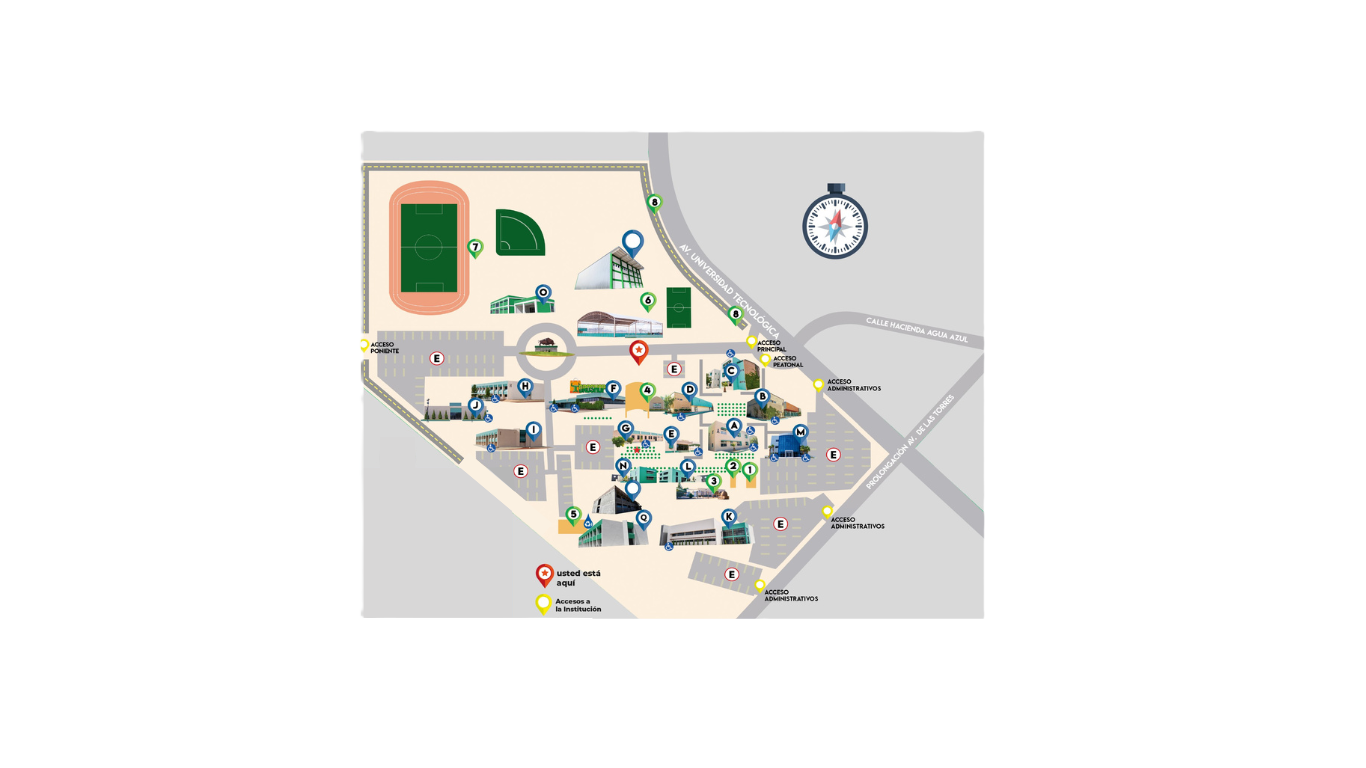 8
AV. UNIVERSIDAD TECNOLÓGICA
7
O
6
8
CALLE HACIENDA AGUA AZUL
ACCESO
PONIENTE
ACCESO
PRINCIPAL
ACCESO
PEATONAL
E
E
C
ACCESO
ADMINISTRATIVOS
H
F
4
D
B
J
I
G
E
A
M
E
E
PROLONGACIÓN AV. DE LAS TORRES
E
N
L
2
1
3
5
Q
K
E
ACCESO
ADMINISTRATIVOS
E
ACCESO
ADMINISTRATIVOS
usted está
aquí
Accesos a
la Institución